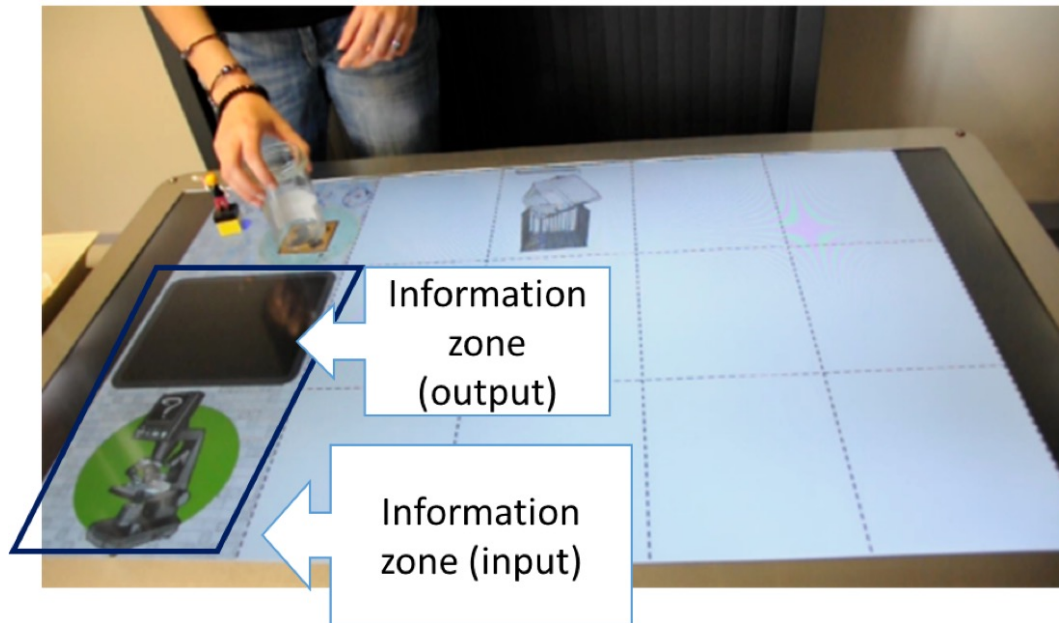 Information
zone
(output)
?
Information
zone (input)